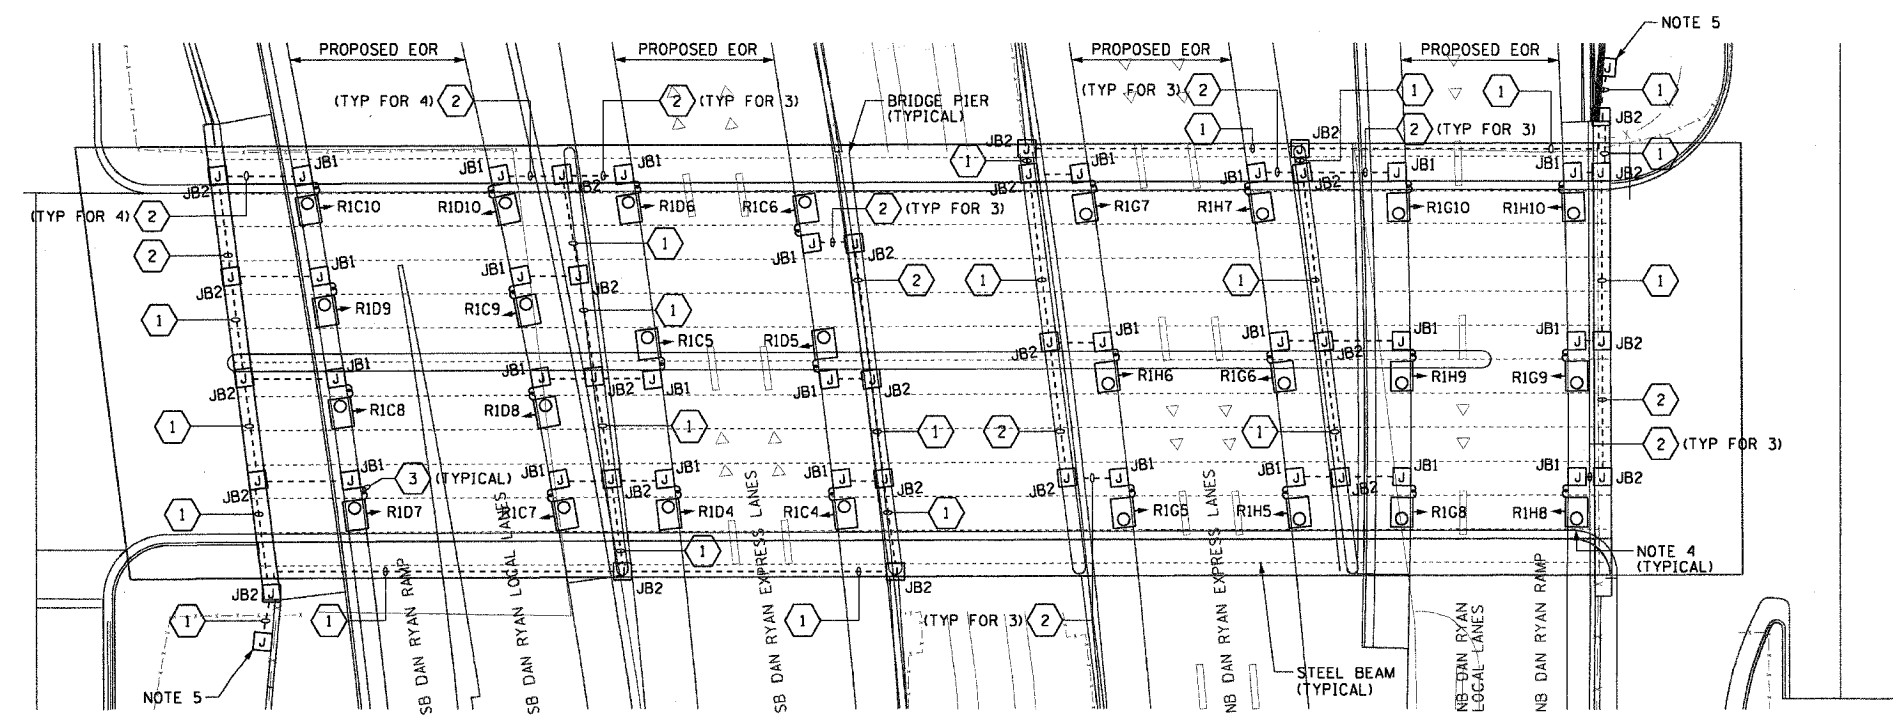 NOTE 5
PROPOSED EOR
PROPOSED EOR
PROPOSED EOR
PROPOSED EOR
J
1
(TYP FOR 4) 2
2 (TYP FOR 3)
BRIDGE PIER
(TYPICAL)
(TYP FOR 3) 2
1
1
JB2
1
2 (TYP FOR 3)
JB2
JB2
1
1
JB1
JB1
JB1
JB1
JB1
JB1
JB1
JB2
JB2
JB2
JB2
JB2
(TYP FOR 4) 2
R1C10
R1D10
R1D6
R1C6
2 (TYP FOR 3)
R1G7
R1H7
R1G10
R1H10
2
1
JB1
JB2
JB1
JB1
JB2
JB2
2
1
1
1
1
R1D9
R1C9
1
R1C5
R1D5
JB1
JB1
JB1
JB1
JB2
JB2
JB2
JB1
JB1
JB2
JB2
JB1
JB1
JB2
R1H6
R1G6
R1H9
R1G9
2
R1C8
R1D8
1
1
1
2
1
2 (TYP FOR 3)
JB1
JB1
JB1
JB1
JB1
JB1
JB1
JB1
3 (TYPICAL)
JB2
JB2
JB2
JB2
JB2
JB2
1
R1D7
R1C7
R1D4
R1C4
1
R1G5
R1H5
R1G8
R1H8
1
NOTE 4
(TYPICAL)
JB2
JB2
JB2
1
1
1
(TYP FOR 3) 2
NOTE 5
STEEL BEAM
(TYPICAL)
SB DAN RYAN RAMP
SB DAN RYAN LOCAL LANES
SB DAN RYAN EXPRESS LANES
NB DAN RYAN EXPRESS LANES
NB DAN RYAN
LOCAL LANES
NB DAN RYAN RAMP